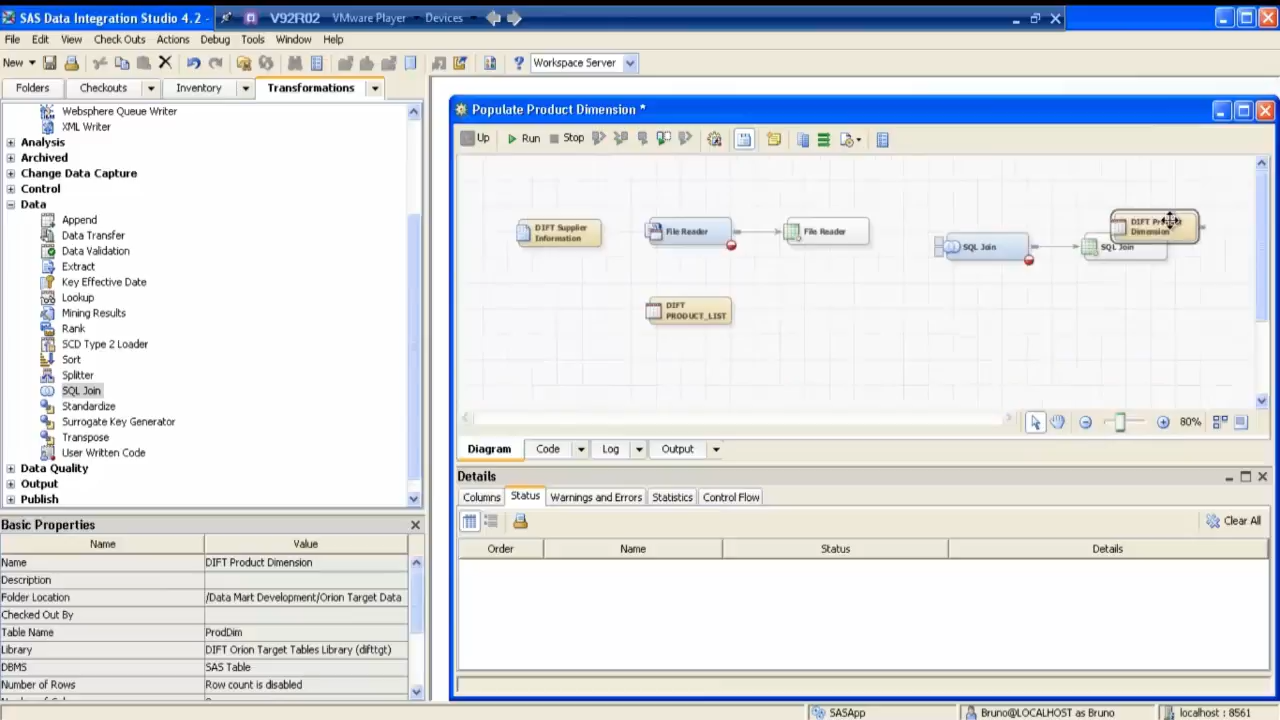 SAS Data Integration Studio 4.2 - V92R02 VMware Player Devices
File Edit View Check Outs Actions Debug Tools Window Help
New Workspace Server
Folders Checkouts Inventory Transformations
Websphere Queue Writer
XML Writer
Analysis
Archived
Change Data Capture
Control
Data
Append
Data Transfer
Data Validation
Extract
Key Effective Date
Lookup
Mining Results
Rank
SCD Type 2 Loader
Sort
Splitter
SQL Join
Standardize
Surrogate Key Generator
Transpose
User Written Code
Data Quality
Output
Publish
Basic Properties
Name Value
Name DIFT Product Dimension
Description
Folder Location /Data Mart Development/Orion Target Data
Checked Out By
Table Name ProdDim
Library DIFT Orion Target Tables Library (difttgt)
DBMS SAS Table
Number of Rows Row count is disabled
Populate Product Dimension *
Up Run Stop
DIFT Supplier
Information
File Reader
File Reader
SQL Join
SQL Join
DIFT
Dimension
DIFT
PRODUCT_LIST
80%
Diagram Code Log Output
Details
Columns Status Warnings and Errors Statistics Control Flow
Clear All
Order Name Status Details
SASApp Bruno@LOCALHOST as Bruno localhost : 8561